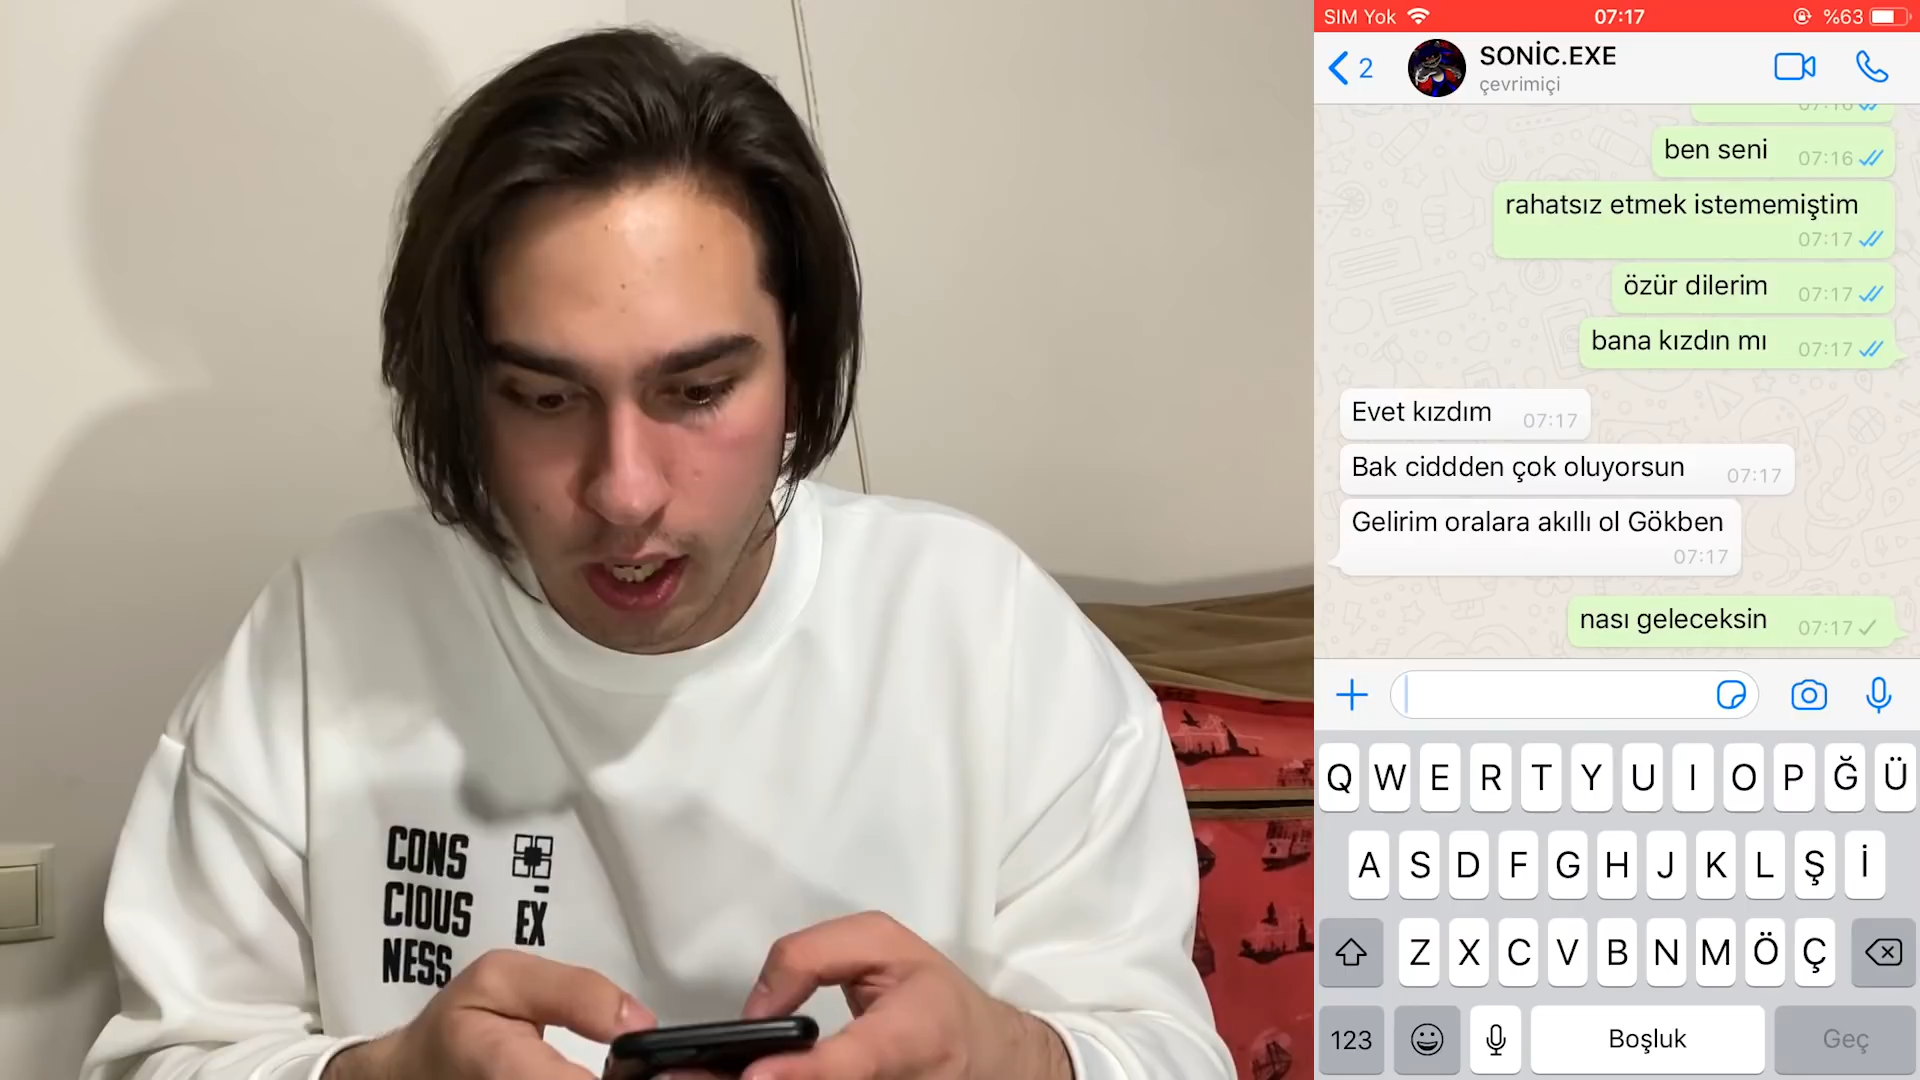 CONS
CIOUS
NESS
EX
SIM Yok
07:17
%63
2
SONİC.EXE
çevrimiçi
ben seni 07:16
rahatsız etmek istememiştim
07:17
özür dilerim 07:17
bana kızdın mı 07:17
Evet kızdım 07:17
Bak ciddden çok oluyorsun 07:17
Gelirim oralara akıllı ol Gökben
07:17
nası geleceksin 07:17
Q W E R T Y U I O P Ğ Ü
A S D F G H J K L Ş İ
Z X C V B N M Ö Ç
123
Boşluk
Geç